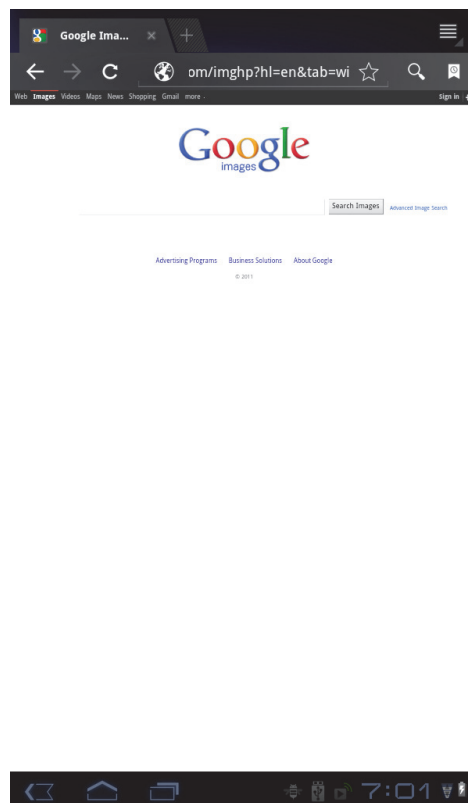 Google Ima...
om/imghp?hl=en&tab=wi
Web Images Videos Maps News Shopping Gmail more
Sign in
Google
images
Search Images
Advanced Image Search
Advertising Programs Business Solutions About Google
© 2011
7:01